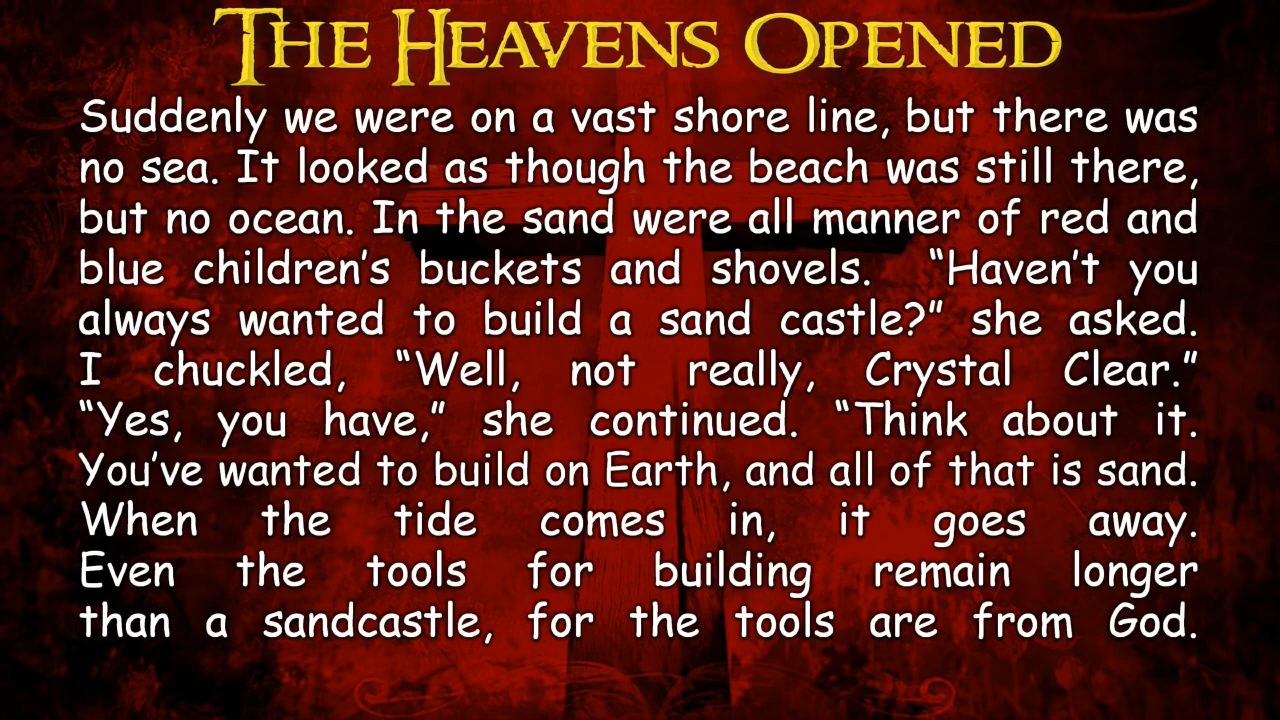 THE HEAVENS OPENED
Suddenly we were on a vast shore line, but there was
no sea. It looked as though the beach was still there,
but no ocean. In the sand were all manner of red and
blue children's buckets and shovels. “Haven't you
always wanted to build a sand castle?” she asked.
I chuckled, “Well, not really, Crystal Clear.”
“Yes, you have,” she continued. “Think about it.
You've wanted to build on Earth, and all of that is sand.
When the tide comes in, it goes away.
Even the tools for building remain longer
than a sandcastle, for the tools are from God.